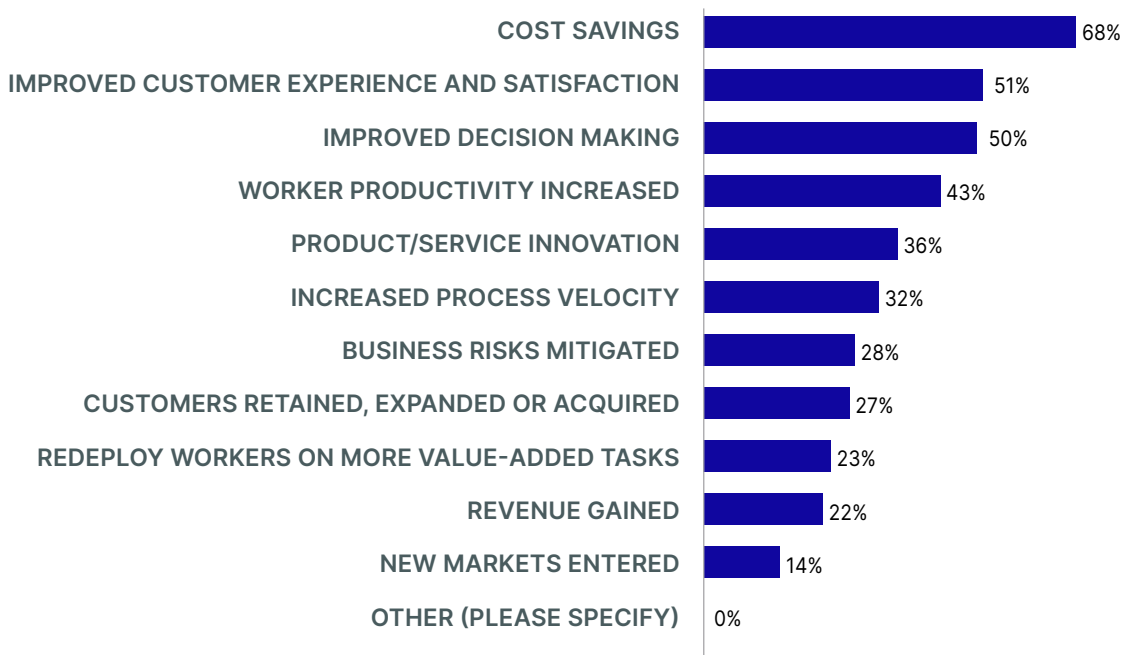 COST SAVINGS 68%
IMPROVED CUSTOMER EXPERIENCE AND SATISFACTION 51%
IMPROVED DECISION MAKING 50%
WORKER PRODUCTIVITY INCREASED 43%
PRODUCT/SERVICE INNOVATION 36%
INCREASED PROCESS VELOCITY 32%
BUSINESS RISKS MITIGATED 28%
CUSTOMERS RETAINED, EXPANDED OR ACQUIRED 27%
REDEPLOY WORKERS ON MORE VALUE-ADDED TASKS 23%
REVENUE GAINED 22%
NEW MARKETS ENTERED 14%
OTHER (PLEASE SPECIFY) 0%